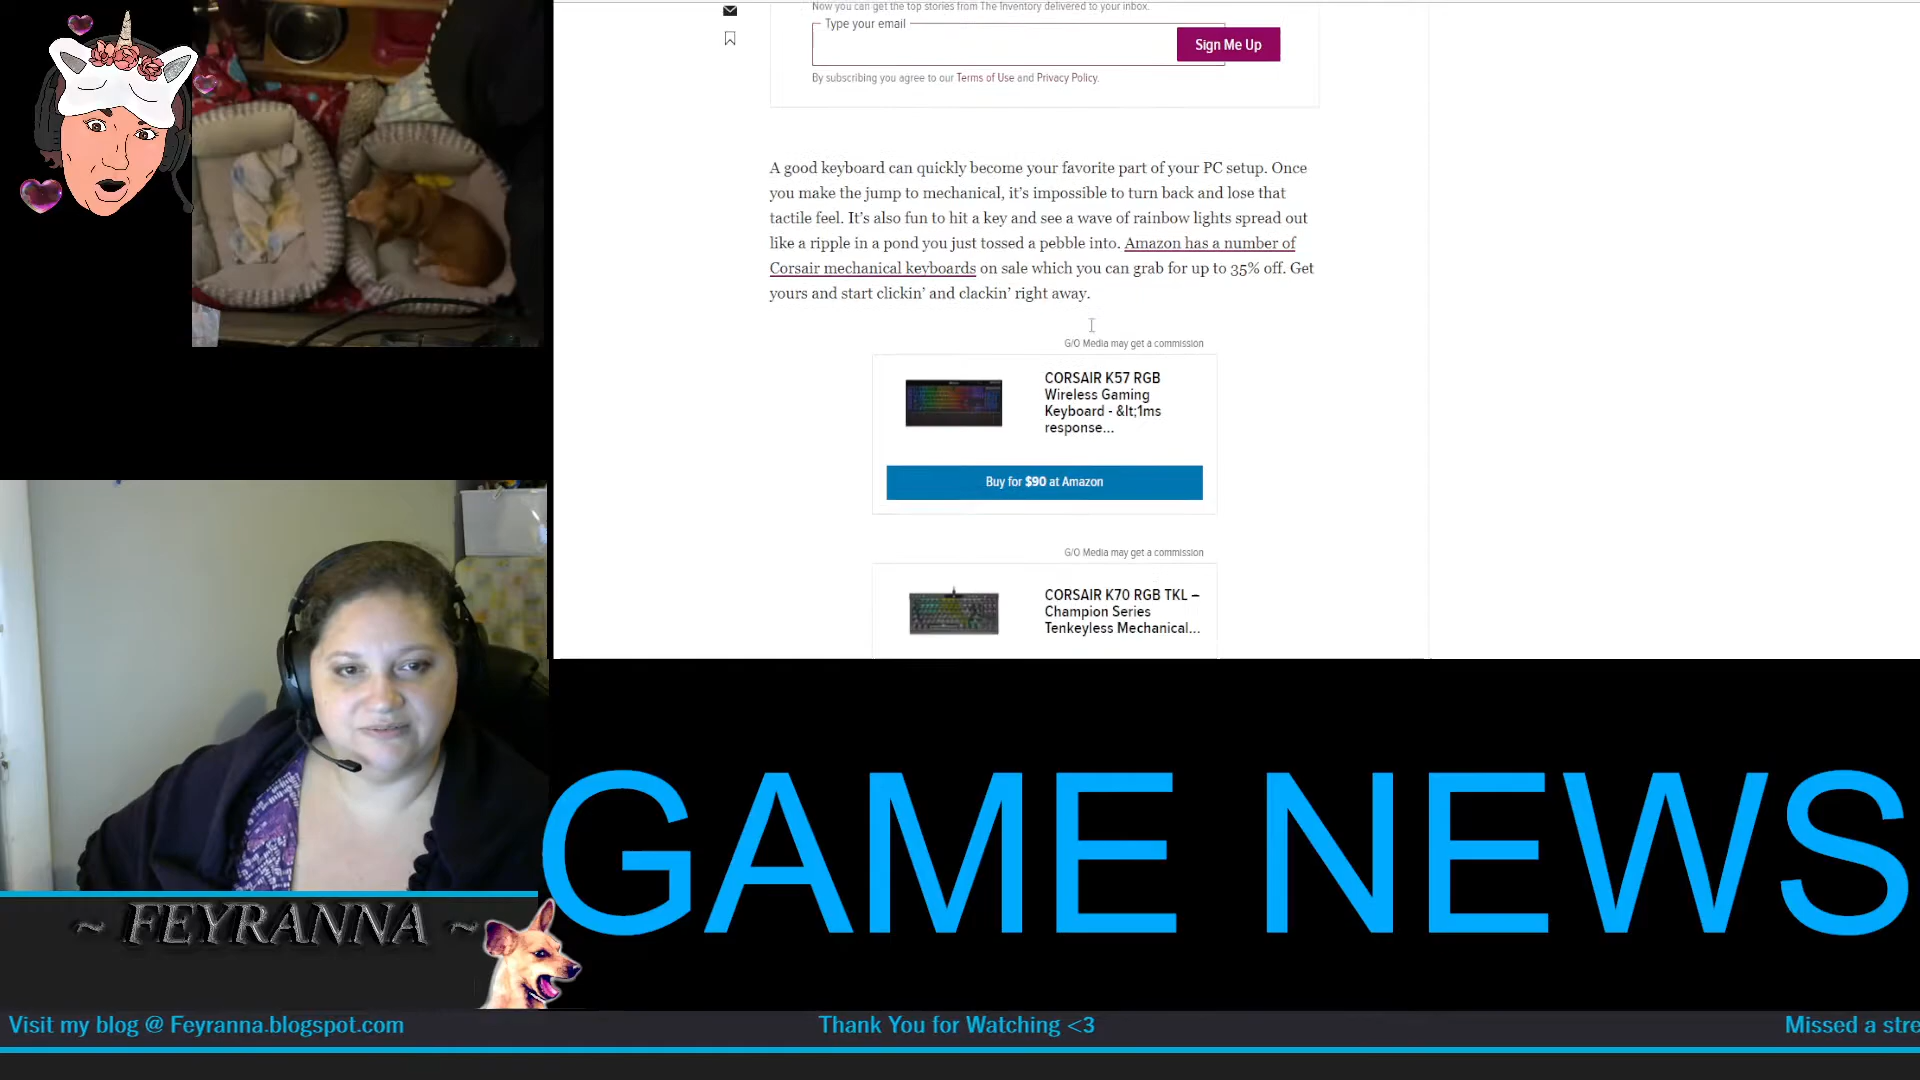 Now you can get the top stories from The Inventory delivered to your inbox.
Type your email
Sign Me Up
By subscribing you agree to our Terms of Use and Privacy Policy.
A good keyboard can quickly become your favorite part of your PC setup. Once
you make the jump to mechanical, it's impossible to turn back and lose that
tactile feel. It's also fun to hit a key and see a wave of rainbow lights spread out
like a ripple in a pond you just tossed a pebble into. Amazon has a number of
Corsair mechanical keyboards on sale which you can grab for up to 35% off. Get
yours and start clickin' and clackin' right away.
G/O Media may get a commission
CORSAIR K57 RGB
Wireless Gaming
Keyboard - &lt;1ms
response...
Buy for $90 at Amazon
G/O Media may get a commission
CORSAIR K70 RGB TKL –
Champion Series
Tenkeyless Mechanical...
GAME NEWS
~ FEYRANNA ~
Visit my blog @ Feyranna.blogspot.com
Thank You for Watching <3
Missed a stre